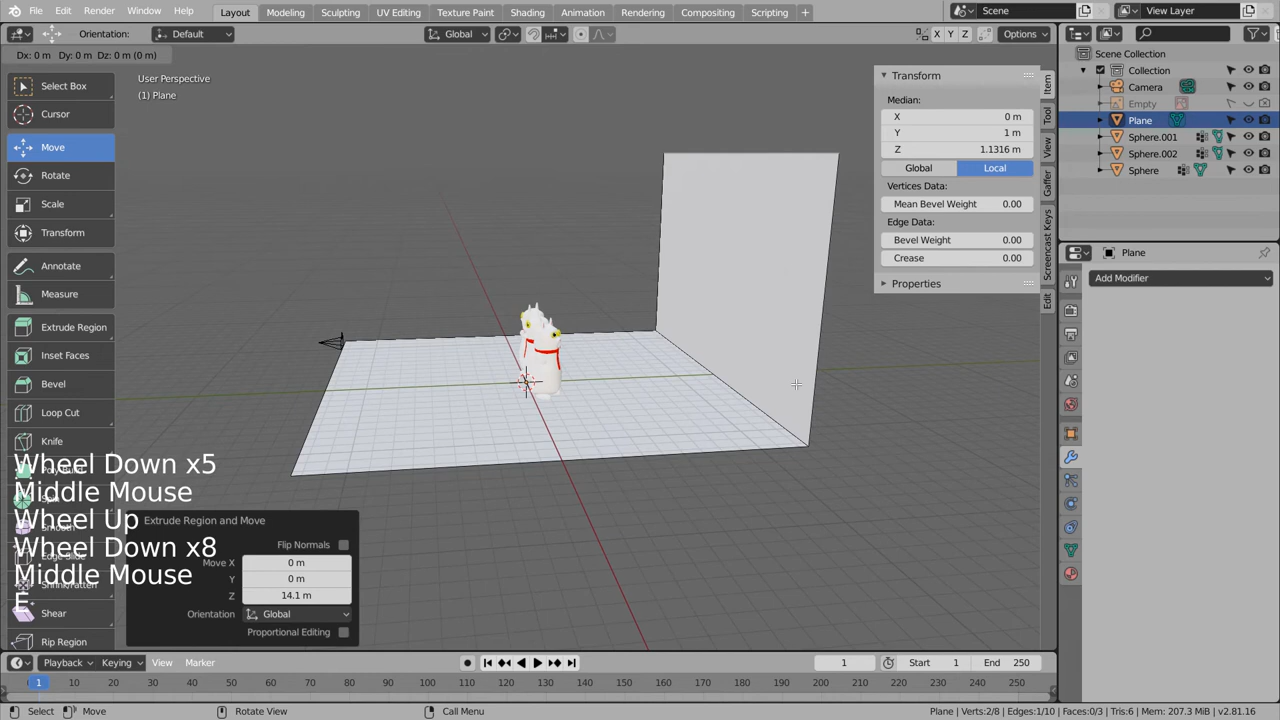 File Edit Render Window Help Layout Modeling Sculpting UV Editing Texture Paint Shading Animation Rendering Compositing Scripting + Scene View Layer
Orientation: Default Global X Y Z Options
Dx: 0 m Dy: 0 m Dz: 0 m (0 m)
Scene Collection
Collection
Camera
Empty
Plane
Sphere.001
Sphere.002
Sphere
User Perspective
(1) Plane
Select Box
Cursor
Move
Rotate
Scale
Transform
Annotate
Measure
Extrude Region
Inset Faces
Bevel
Loop Cut
Knife
Shear
Rip Region
Transform
Median:
X 0 m
Y 1 m
Z 1.1316 m
Global Local
Vertices Data:
Mean Bevel Weight 0.00
Edge Data:
Bevel Weight 0.00
Crease 0.00
Properties
Item
Tool
View
Gaffer
Screencast Keys
Edit
Plane
Add Modifier
Wheel Down x5
Middle Mouse
Wheel Up
Wheel Down x8
Middle Mouse
E
Extrude Region and Move
Flip Normals
Move X 0 m
Y 0 m
Z 14.1 m
Orientation Global
Proportional Editing
Playback Keying View Marker 1 Start 1 End 250
1 10 20 30 40 50 60 70 80 90 100 110 120 130 140 150 160 170 180 190 200 210 220 230 240 250
Select Move Rotate View Call Menu Plane | Verts:2/8 | Edges:1/10 | Faces:0/3 | Tris:6 | Mem: 207.3 MiB | v2.81.16